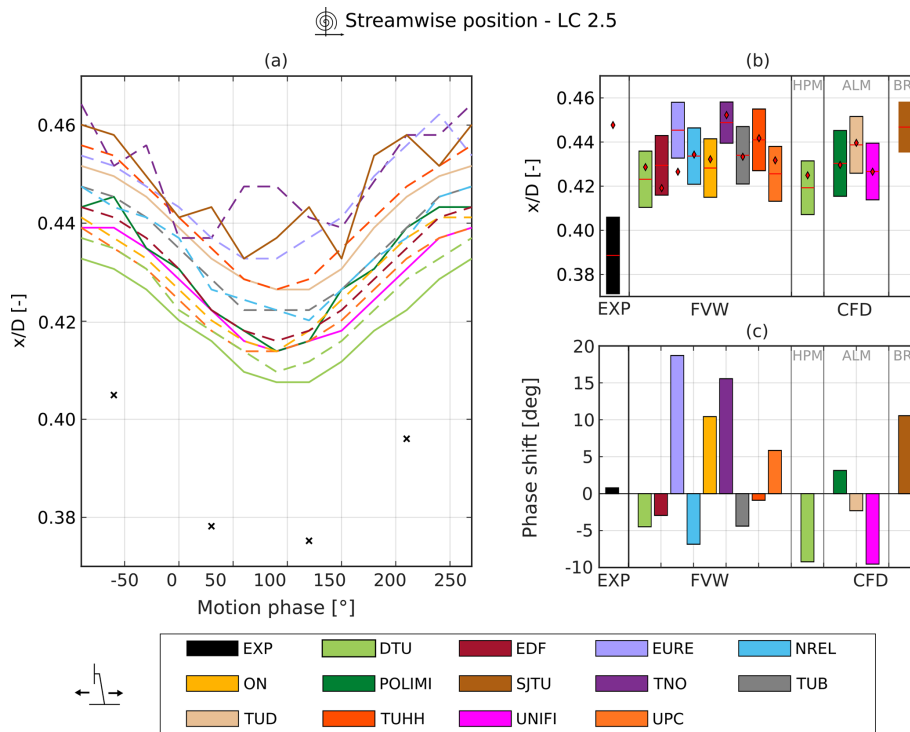 Streamwise position - LC 2.5
(a)
x/D [-]
0.46
0.44
0.42
0.40
0.38
-50 0 50 100 150 200 250
Motion phase [°]
(b)
x/D [-]
0.46
0.44
0.42
0.40
0.38
HPM ALM BR
EXP FVW CFD
(c)
Phase shift [deg]
20
15
10
5
0
-5
-10
HPM ALM BR
EXP FVW CFD
EXP DTU EDF EURE NREL
ON POLIMI SJTU TNO TUB
TUD TUHH UNIFI UPC